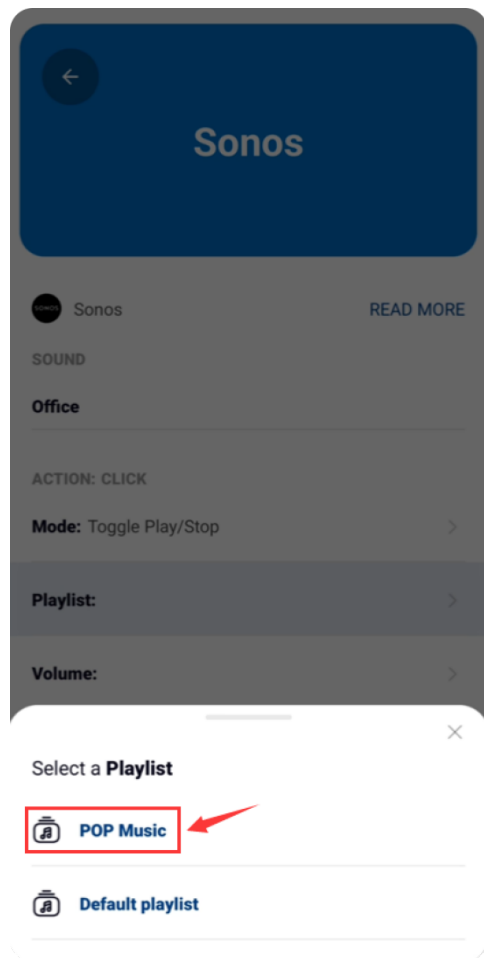 Sonos
SONOS Sonos READ MORE
SOUND
Office
ACTION: CLICK
Mode: Toggle Play/Stop
Playlist:
Volume:
Select a Playlist
POP Music
Default playlist